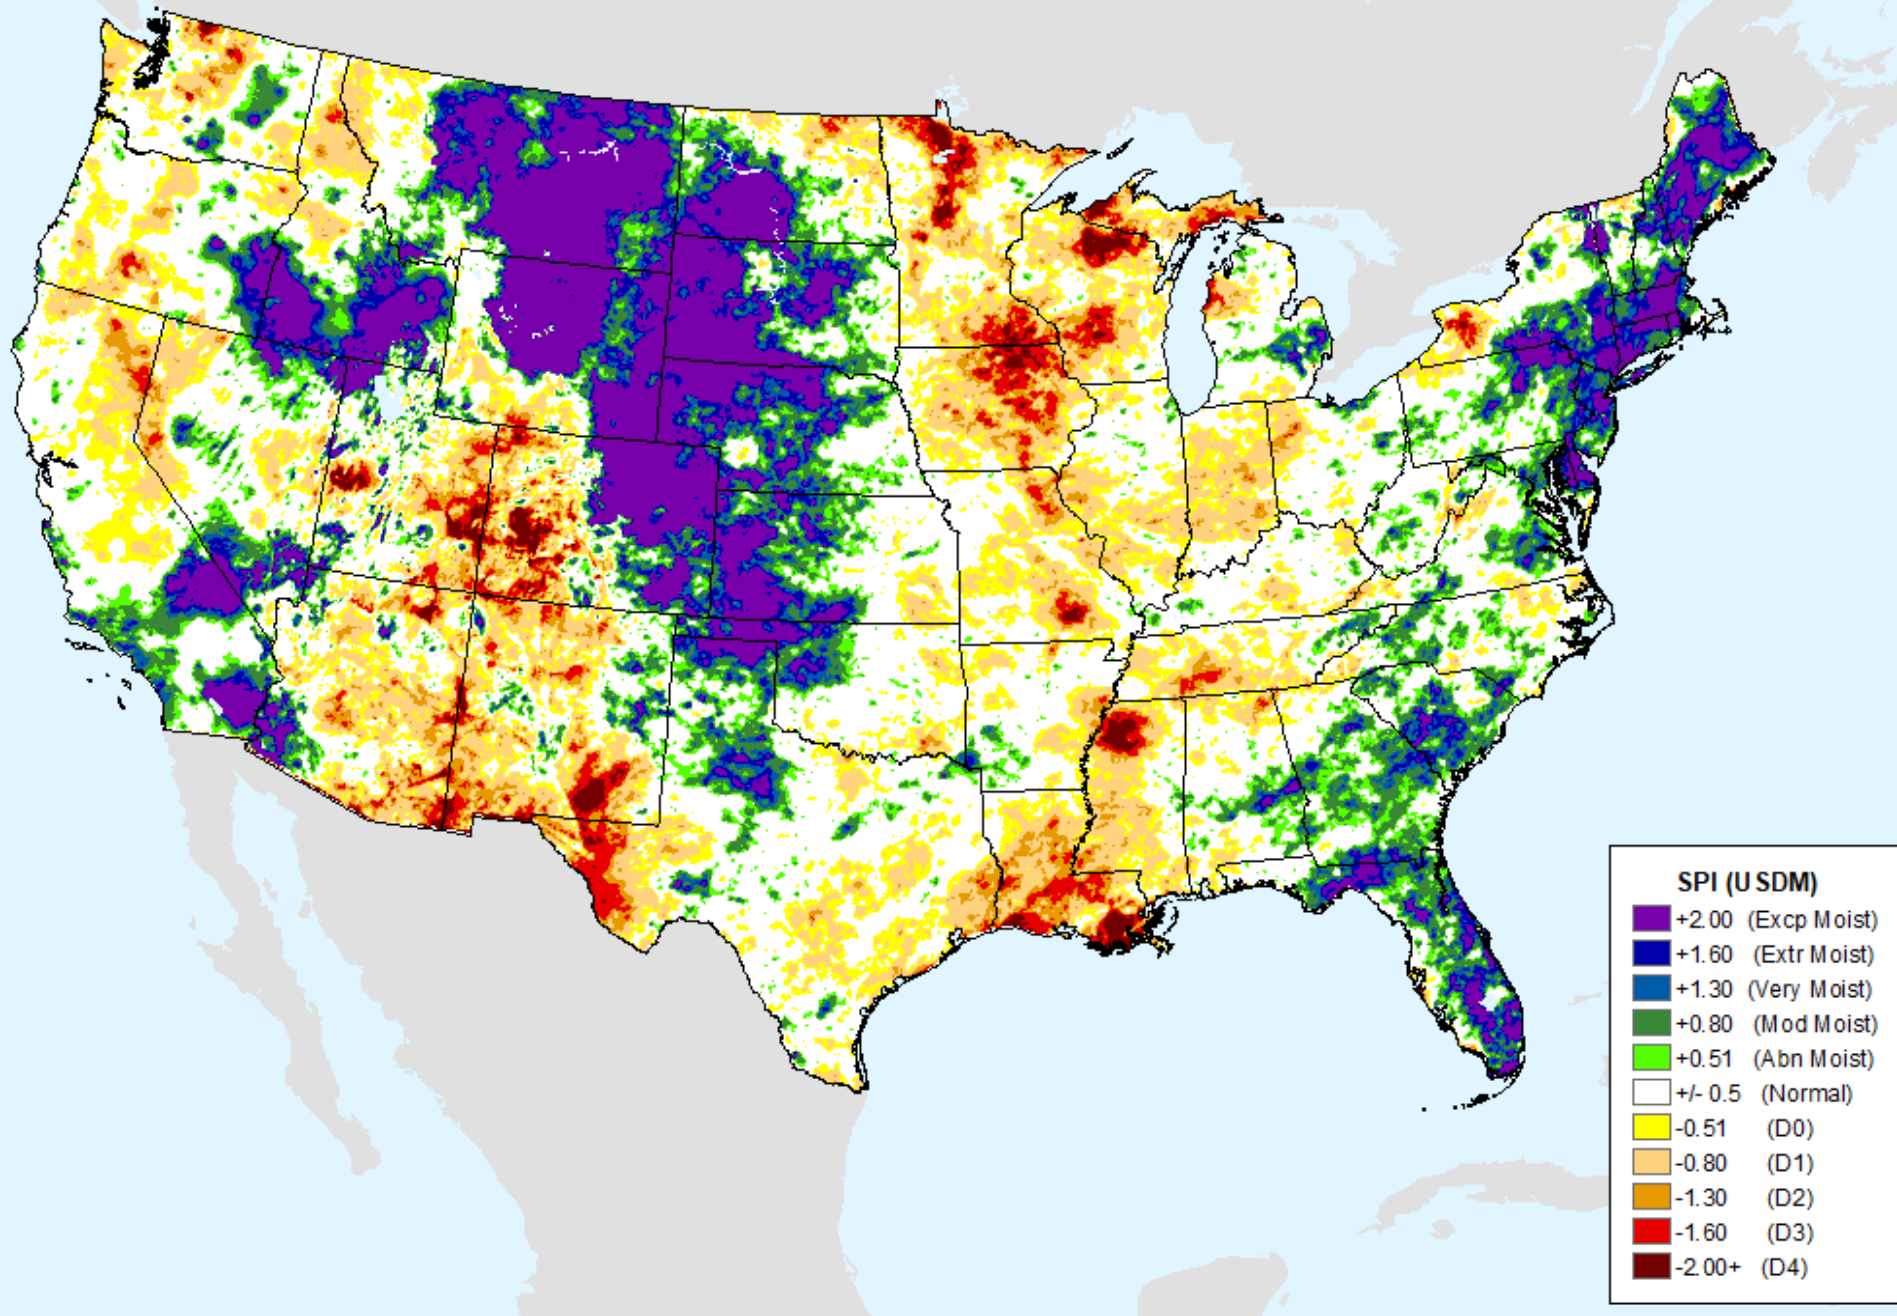 SPI (USDM)
+2.00 (Excp Moist)
+1.60 (Extr Moist)
+1.30 (Very Moist)
+0.80 (Mod Moist)
+0.51 (Abn Moist)
+/- 0.5 (Normal)
-0.51 (D0)
-0.80 (D1)
-1.30 (D2)
-1.60 (D3)
-2.00+ (D4)